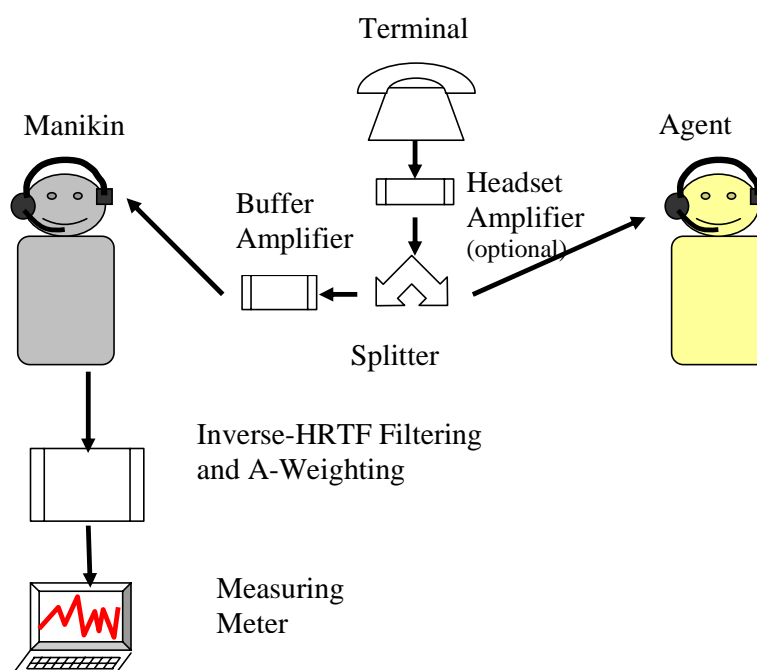 Terminal
Manikin
Agent
Headset
Amplifier
(optional)
Buffer
Amplifier
Splitter
Inverse-HRTF Filtering
and A-Weighting
Measuring
Meter